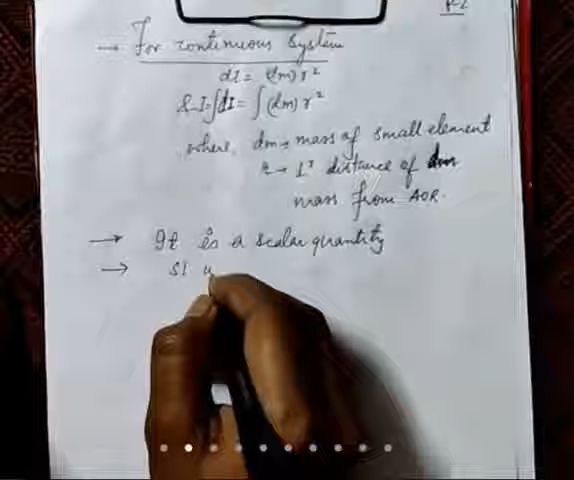 P-2
→ For continuous System
dI = (dm) r²
& I = ∫dI = ∫(dm) r²
where, dm → mass of small element
r → ⊥ʳ distance of dm
mass from AOR.
→ It is a scalar quantity
→ SI u